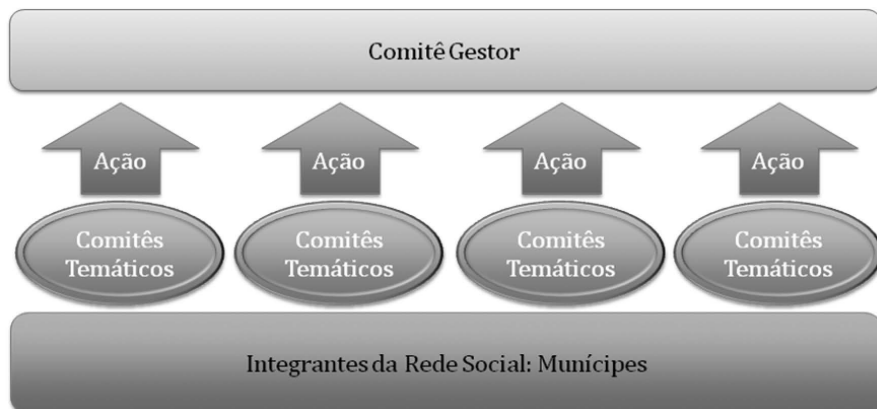 Comitê Gestor
Ação
Ação
Ação
Ação
Comitês
Temáticos
Comitês
Temáticos
Comitês
Temáticos
Comitês
Temáticos
Integrantes da Rede Social: Munícipes